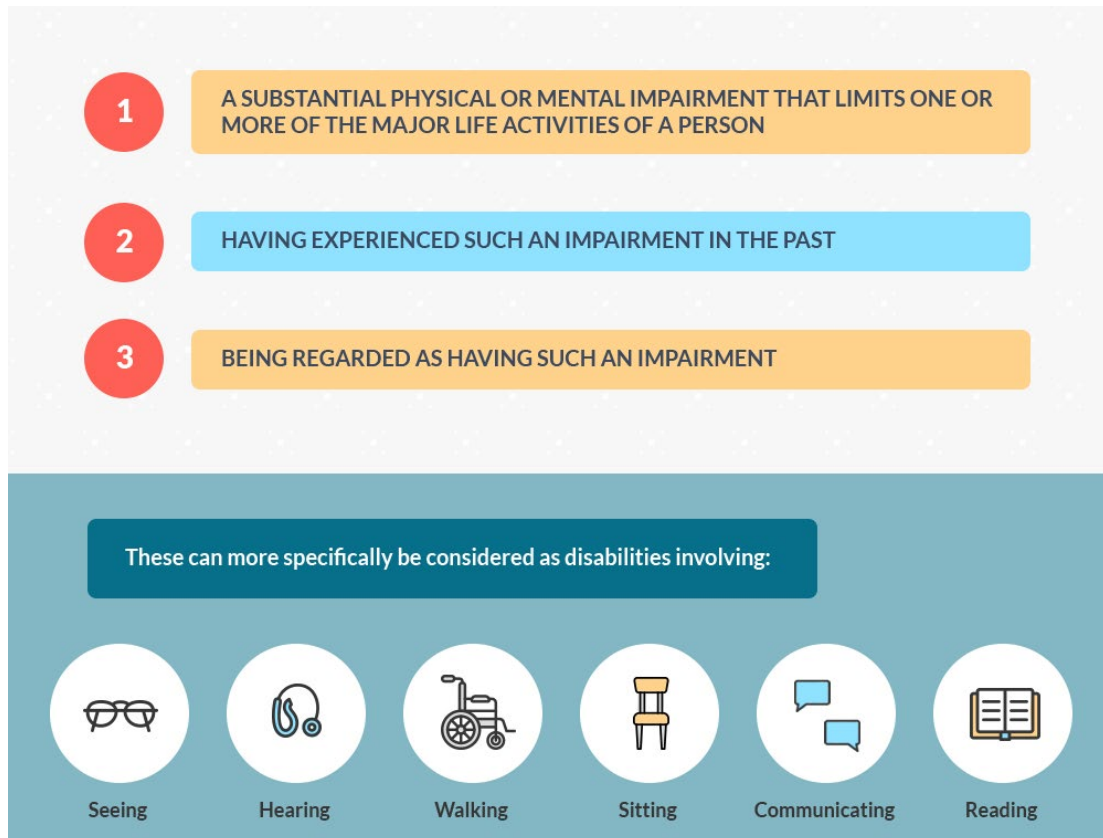 1
A SUBSTANTIAL PHYSICAL OR MENTAL IMPAIRMENT THAT LIMITS ONE OR
MORE OF THE MAJOR LIFE ACTIVITIES OF A PERSON
2
HAVING EXPERIENCED SUCH AN IMPAIRMENT IN THE PAST
3
BEING REGARDED AS HAVING SUCH AN IMPAIRMENT
These can more specifically be considered as disabilities involving:
Seeing
Hearing
Walking
Sitting
Communicating
Reading